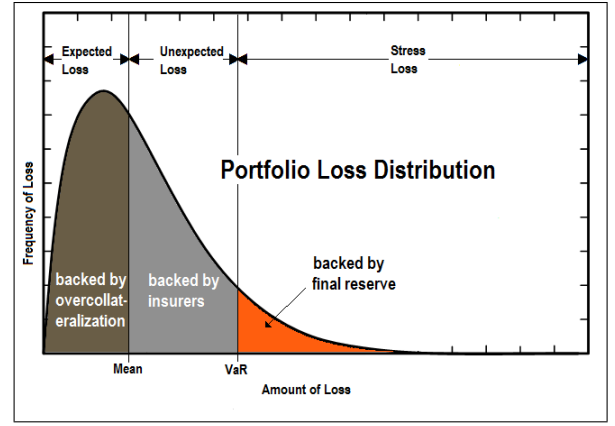 Expected
Loss
Unexpected
Loss
Stress
Loss
Portfolio Loss Distribution
Frequency of Loss
backed by
overcollat-
eralization
backed by
insurers
backed by
final reserve
Mean
VaR
Amount of Loss